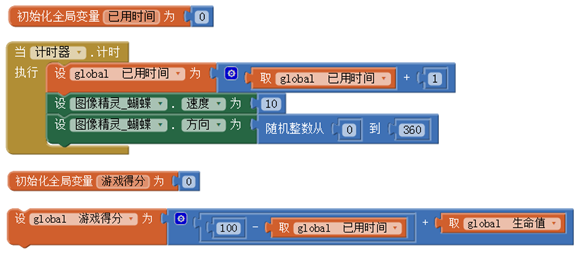 初始化全局变量 已用时间 为 0
当 计时器 .计时
执行 设 global 已用时间 为 取 global 已用时间 + 1
设 图像精灵_蝴蝶 . 速度 为 10
设 图像精灵_蝴蝶 . 方向 为 随机整数从 0 到 360
初始化全局变量 游戏得分 为 0
设 global 游戏得分 为 100 - 取 global 已用时间 + 取 global 生命值